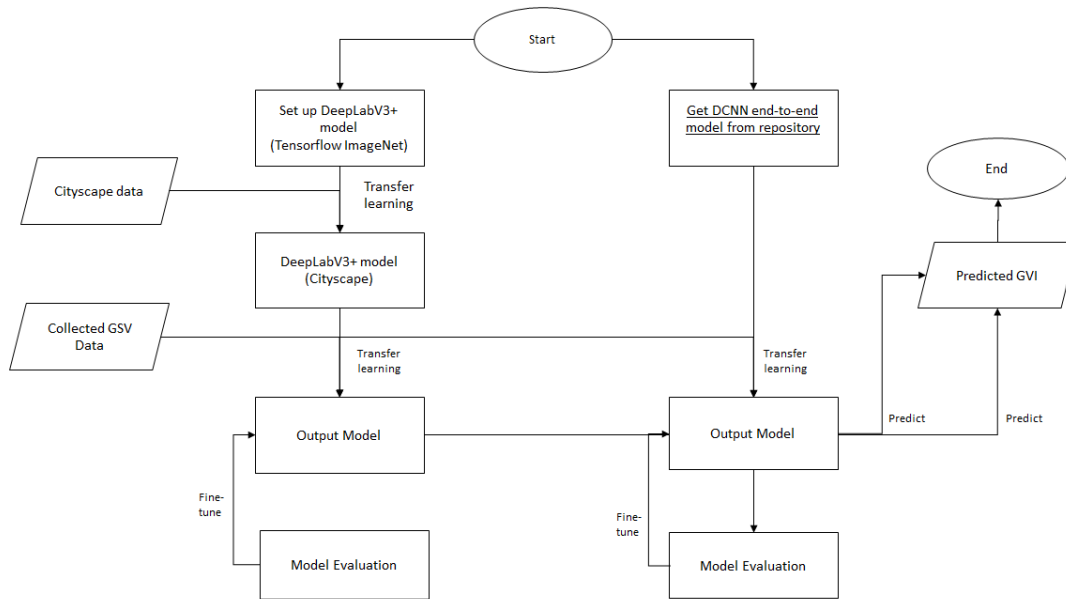 Start
Set up DeepLabV3+
model
(Tensorflow ImageNet)
Get DCNN end-to-end
model from repository
Cityscape data
Transfer
learning
End
DeepLabV3+ model
(Cityscape)
Predicted GVI
Collected GSV
Data
Transfer
learning
Transfer
learning
Output Model
Output Model
Predict
Predict
Fine-
tune
Fine-
tune
Model Evaluation
Model Evaluation